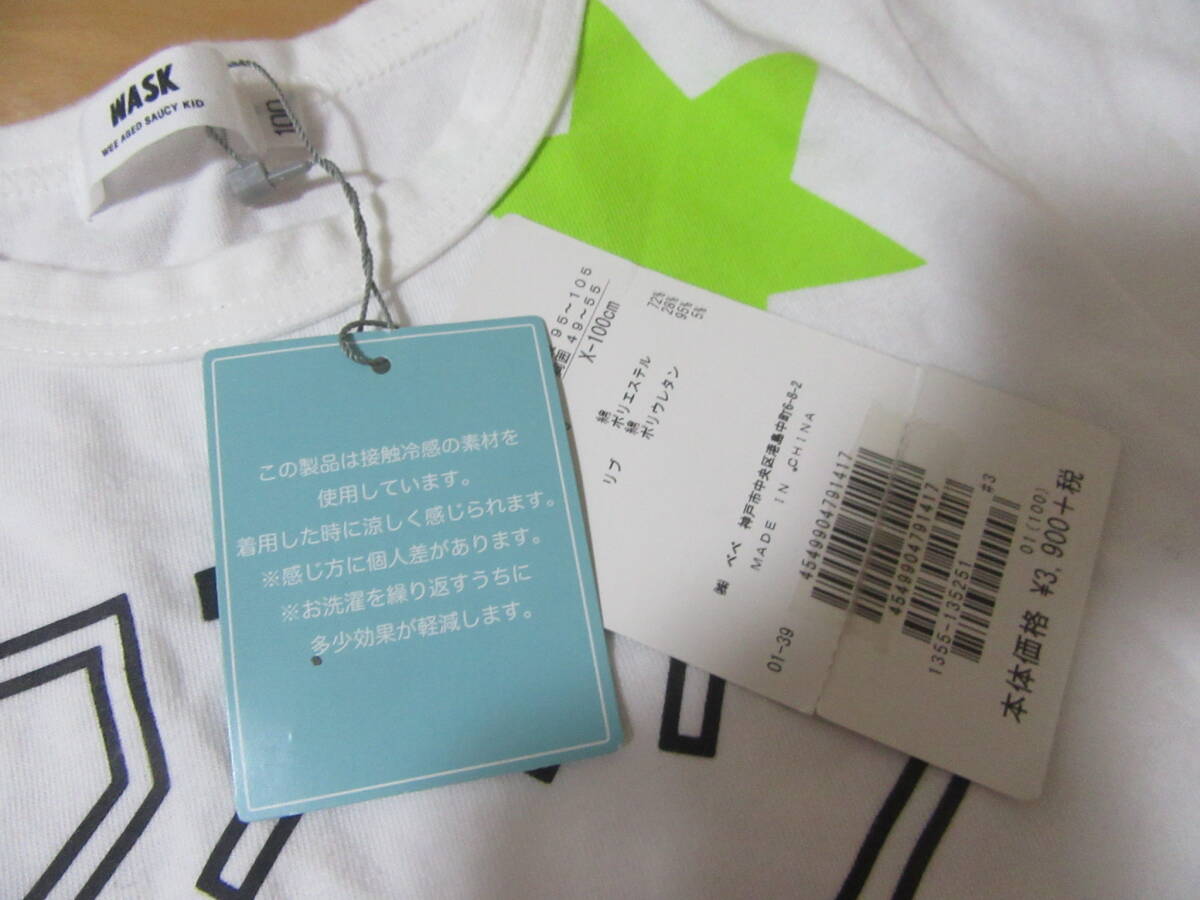 WASK
WEE AGED SAUCY KID
100
この製品は接触冷感の素材を
使用しています。
着用した時に涼しく感じられます。
※感じ方に個人差があります。
※お洗濯を繰り返すうちに
多少効果が軽減します。
95~105
囲 49~55
X-100cm
綿 72%
ポリエステル 28%
リブ 綿 95%
ポリウレタン 5%
㈱ ベベ 神戸市中央区港島中町6-8-2
MADE IN CHINA
01-39
4549904791417
4549904791417
1355-135251 #3
01(100)
本体価格 ¥3,900+税